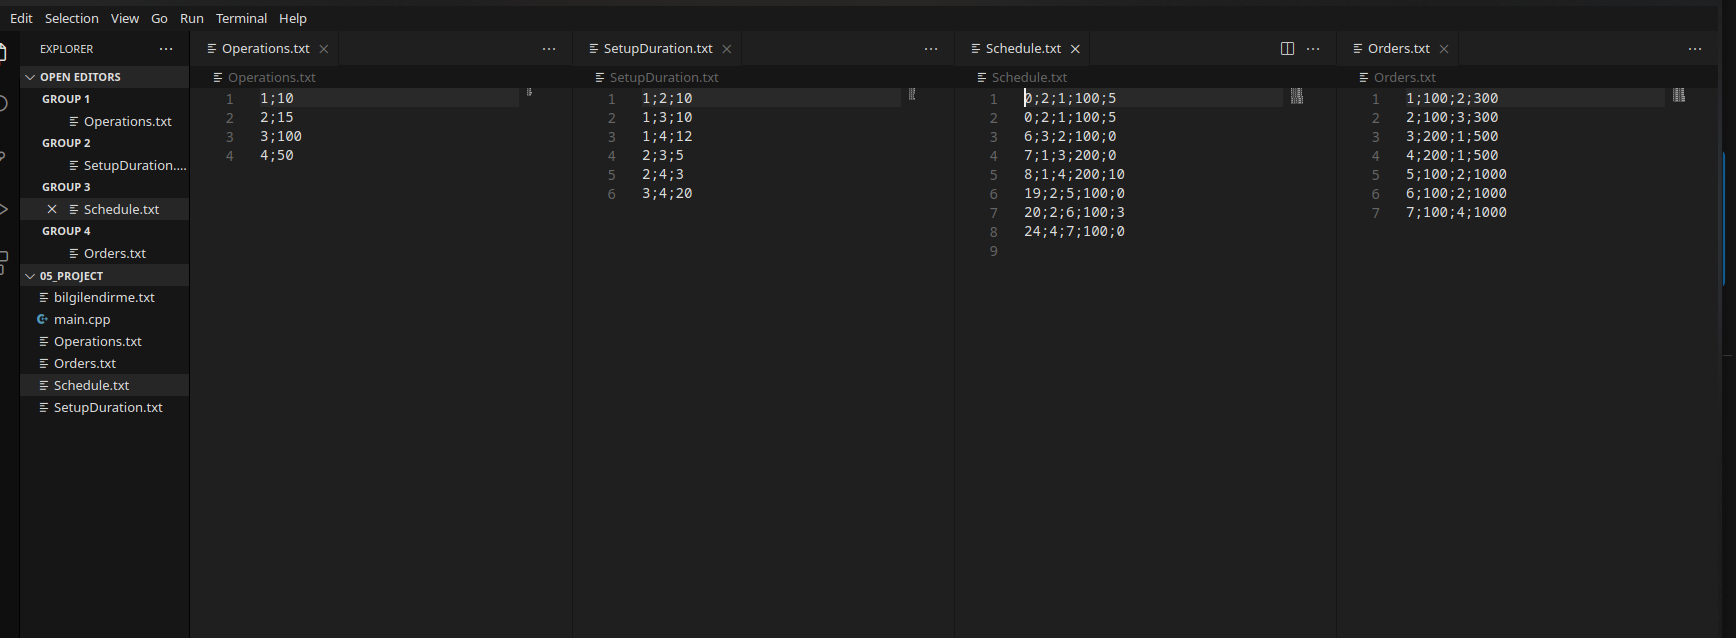 Edit Selection View Go Run Terminal Help
EXPLORER
OPEN EDITORS
GROUP 1
Operations.txt
GROUP 2
SetupDuration....
GROUP 3
Schedule.txt
GROUP 4
Orders.txt
05_PROJECT
bilgilendirme.txt
main.cpp
Operations.txt
Orders.txt
Schedule.txt
SetupDuration.txt
Operations.txt
Operations.txt
1 1;10
2 2;15
3 3;100
4 4;50
SetupDuration.txt
SetupDuration.txt
1 1;2;10
2 1;3;10
3 1;4;12
4 2;3;5
5 2;4;3
6 3;4;20
Schedule.txt
Schedule.txt
1 0;2;1;100;5
2 0;2;1;100;5
3 6;3;2;100;0
4 7;1;3;200;0
5 8;1;4;200;10
6 19;2;5;100;0
7 20;2;6;100;3
8 24;4;7;100;0
9
Orders.txt
Orders.txt
1 1;100;2;300
2 2;100;3;300
3 3;200;1;500
4 4;200;1;500
5 5;100;2;1000
6 6;100;2;1000
7 7;100;4;1000